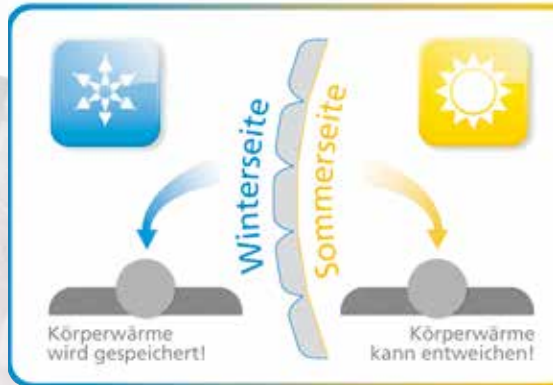 Winterseite
Sommerseite
Körperwärme
wird gespeichert!
Körperwärme
kann entweichen!